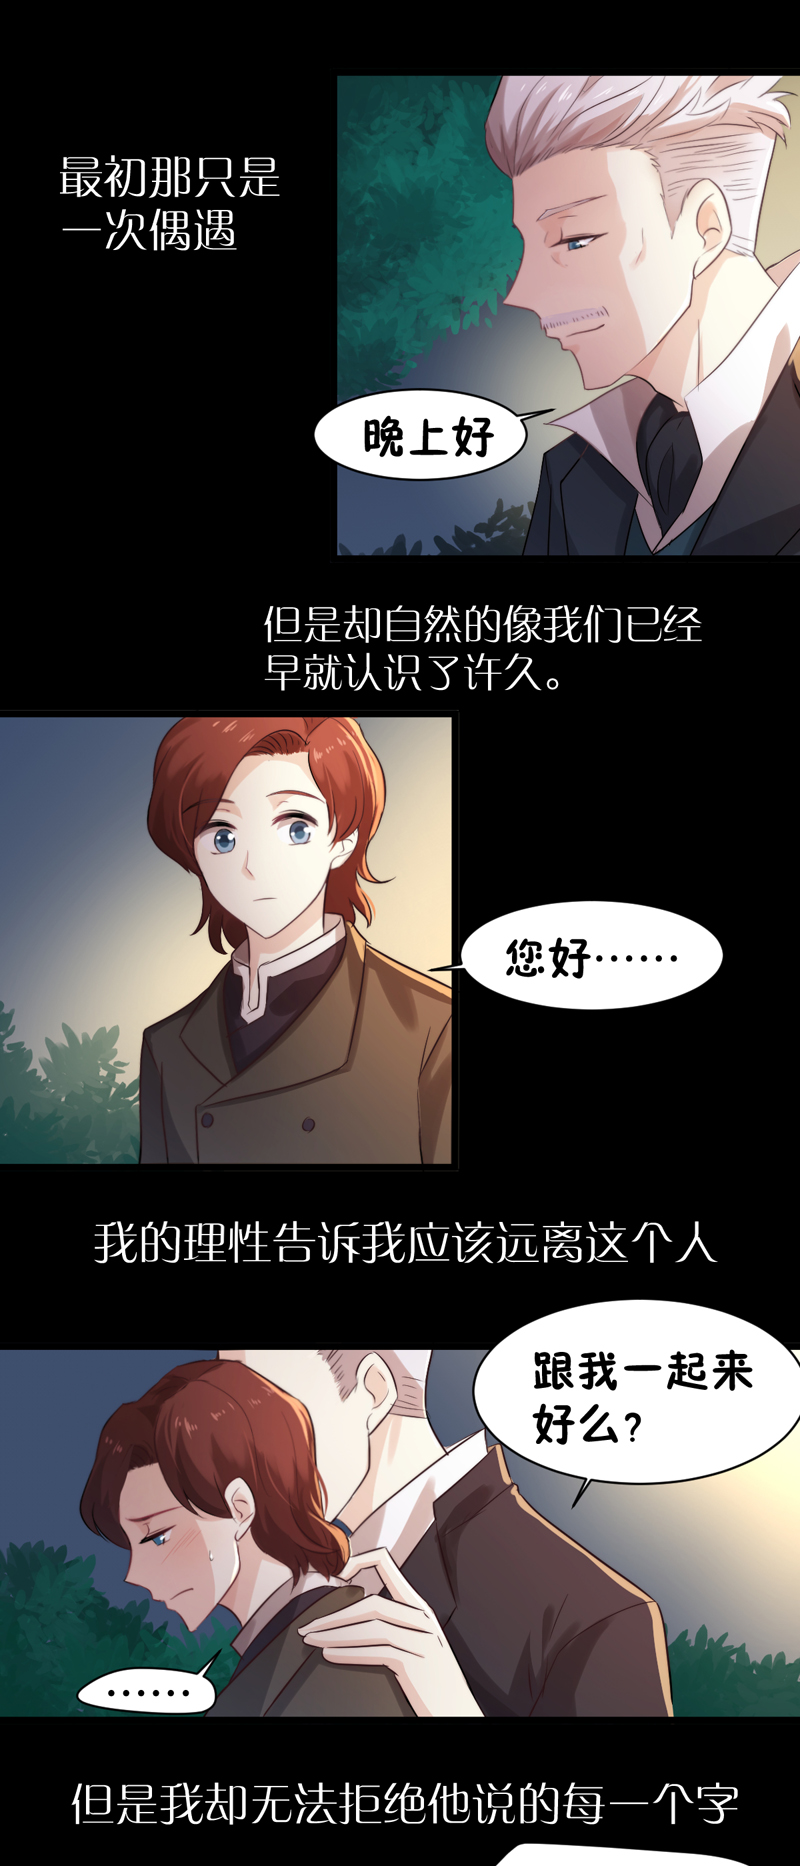 最初那只是
一次偶遇
晚上好
但是却自然的像我们已经
早就认识了许久。
您好……
我的理性告诉我应该远离这个人
跟我一起来
好么?
……
但是我却无法拒绝他说的每一个字